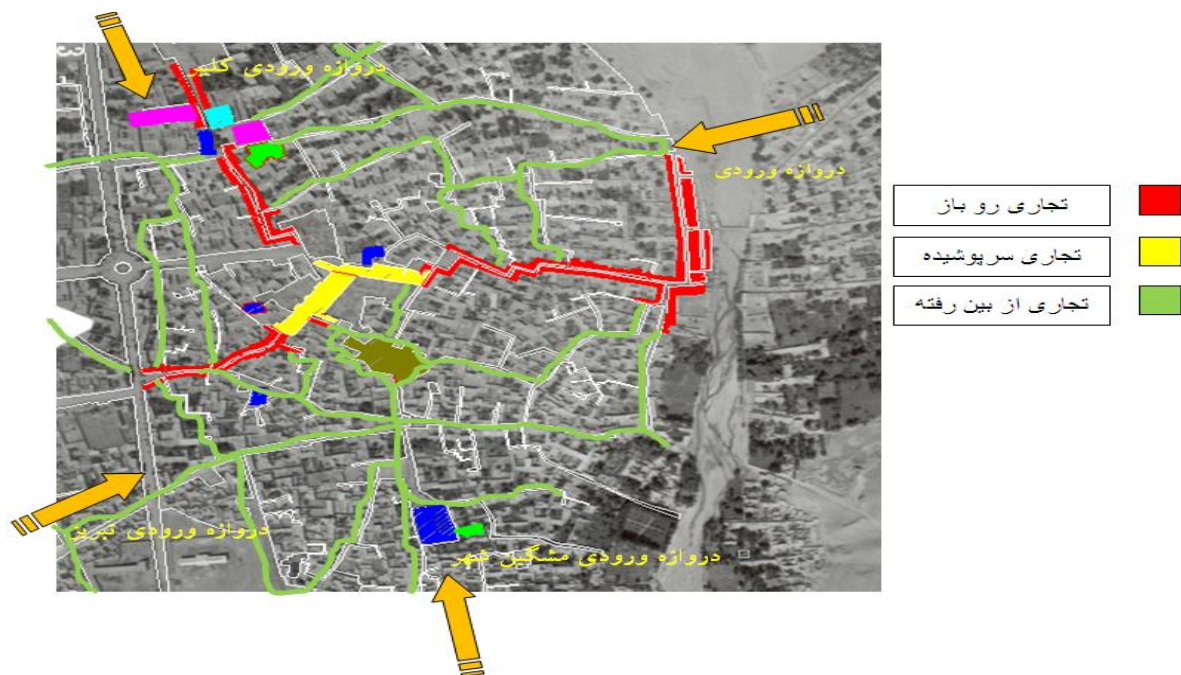 دروازه ورودی کلیبر
دروازه ورودی
دروازه ورودی تبریز
دروازه ورودی مشگین شهر
تجاری رو باز
تجاری سرپوشیده
تجاری از بین رفته